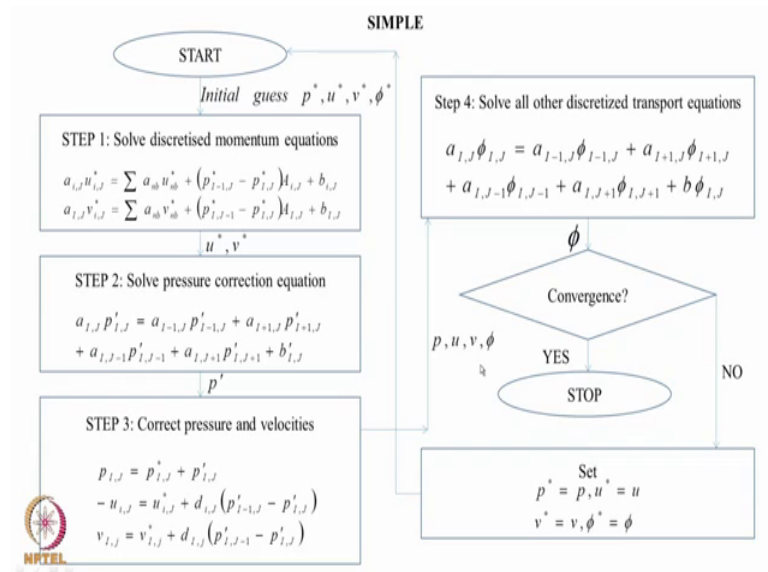 SIMPLE
START
Initial guess p*, u*, v*, ϕ*
STEP 1: Solve discretised momentum equations
a_{i,J} u*_{i,J} = ∑ a_{nb} u*_{nb} + (p*_{I-1,J} − p*_{I,J}) A_{i,J} + b_{i,J}
a_{I,j} v*_{I,j} = ∑ a_{nb} v*_{nb} + (p*_{I,J-1} − p*_{I,J}) A_{I,j} + b_{I,j}
u*, v*
STEP 2: Solve pressure correction equation
a_{I,J} p′_{I,J} = a_{I-1,J} p′_{I-1,J} + a_{I+1,J} p′_{I+1,J}
+ a_{I,J-1} p′_{I,J-1} + a_{I,J+1} p′_{I,J+1} + b′_{I,J}
p′
STEP 3: Correct pressure and velocities
p_{I,J} = p*_{I,J} + p′_{I,J}
− u_{i,J} = u*_{i,J} + d_{i,J} (p′_{I-1,J} − p′_{I,J})
v_{I,j} = v*_{I,j} + d_{I,j} (p′_{I,J-1} − p′_{I,J})
p, u, v, ϕ
Step 4: Solve all other discretized transport equations
a_{I,J} ϕ_{I,J} = a_{I-1,J} ϕ_{I-1,J} + a_{I+1,J} ϕ_{I+1,J}
+ a_{I,J-1} ϕ_{I,J-1} + a_{I,J+1} ϕ_{I,J+1} + bϕ_{I,J}
ϕ
Convergence?
YES
NO
STOP
Set
p* = p, u* = u
v* = v, ϕ* = ϕ
NPTEL